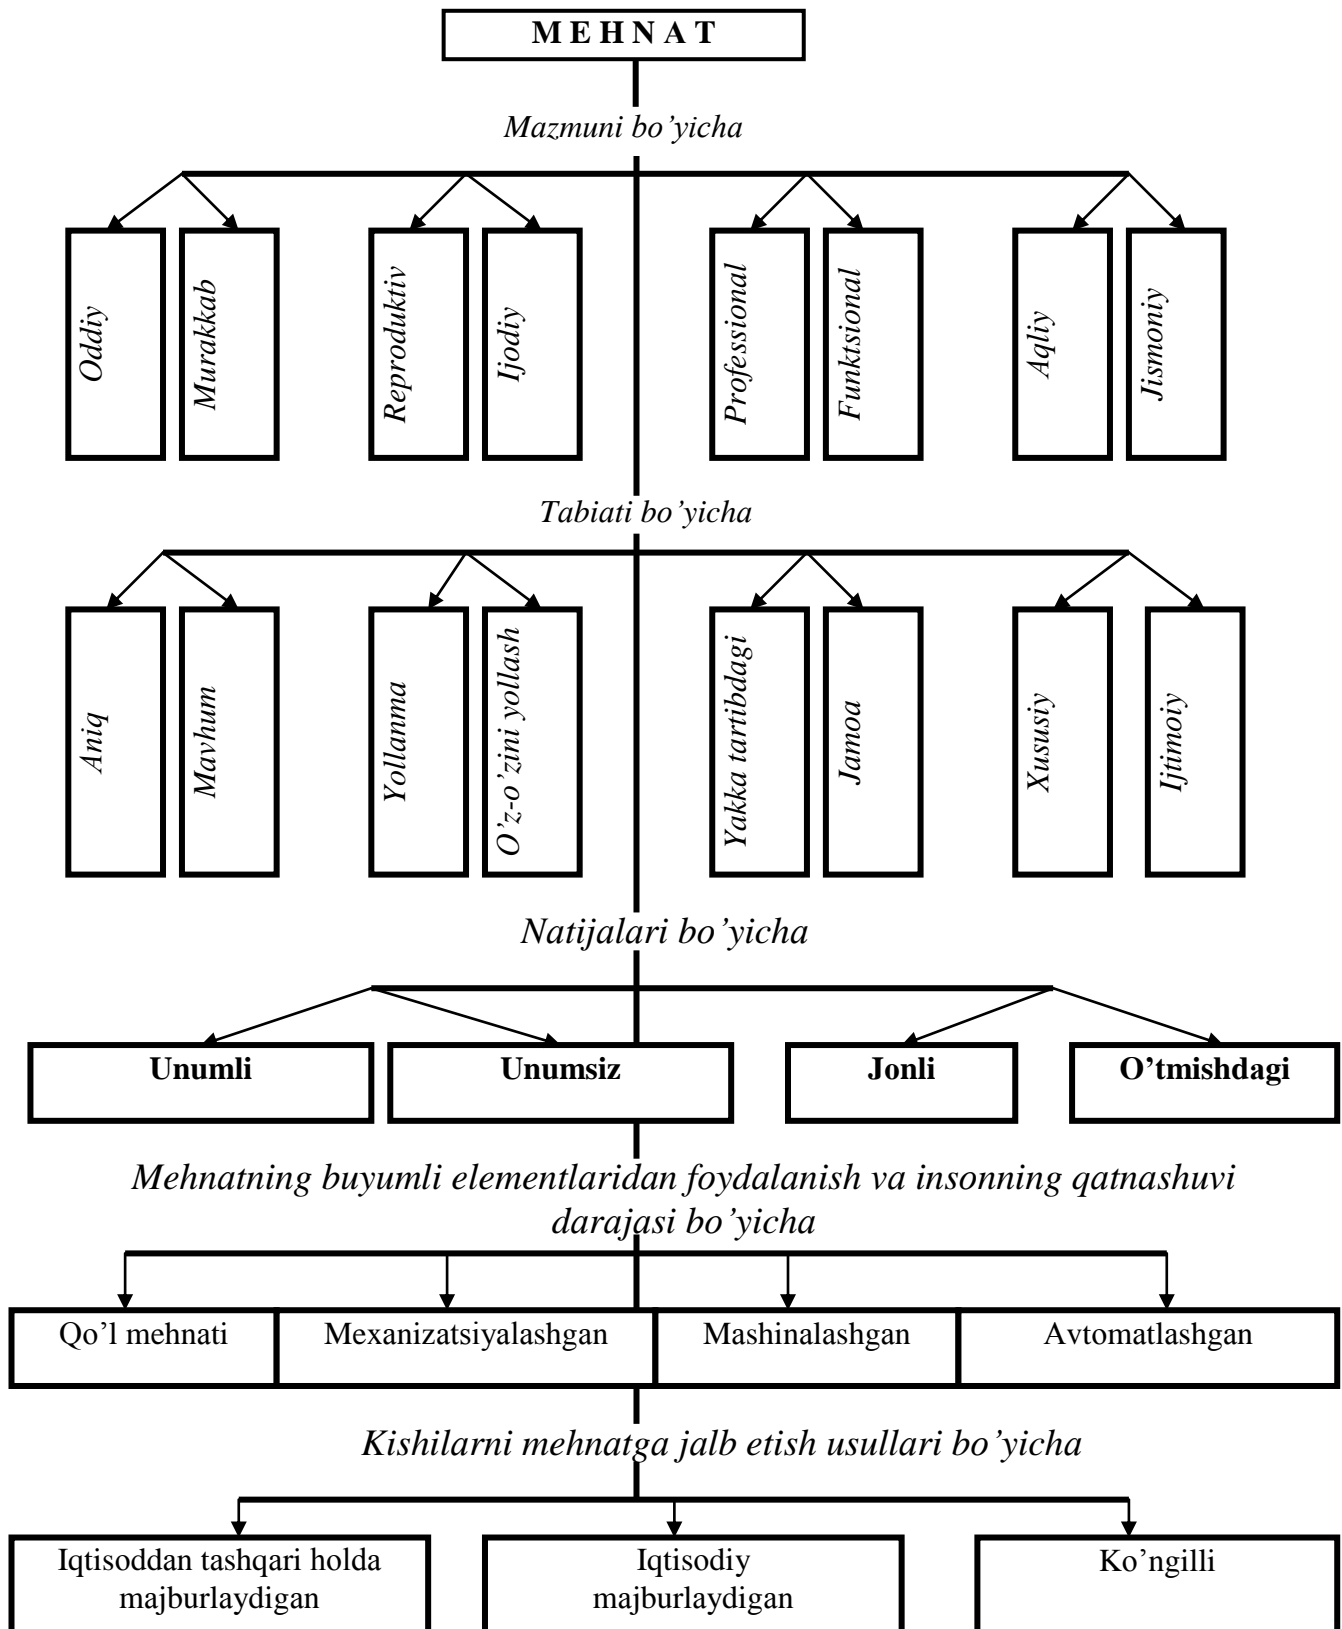 M E H N A T
Mazmuni bo’yicha
Oddiy
Murakkab
Reproduktiv
Ijodiy
Professional
Funktsional
Aqliy
Jismoniy
Tabiati bo’yicha
Aniq
Mavhum
Yollanma
O’z-o’zini yollash
Yakka tartibdagi
Jamoa
Xususiy
Ijtimoiy
Natijalari bo’yicha
Unumli
Unumsiz
Jonli
O’tmishdagi
Mehnatning buyumli elementlaridan foydalanish va insonning qatnashuvi
darajasi bo’yicha
Qo’l mehnati
Mexanizatsiyalashgan
Mashinalashgan
Avtomatlashgan
Kishilarni mehnatga jalb etish usullari bo’yicha
Iqtisoddan tashqari holda
majburlaydigan
Iqtisodiy
majburlaydigan
Ko’ngilli